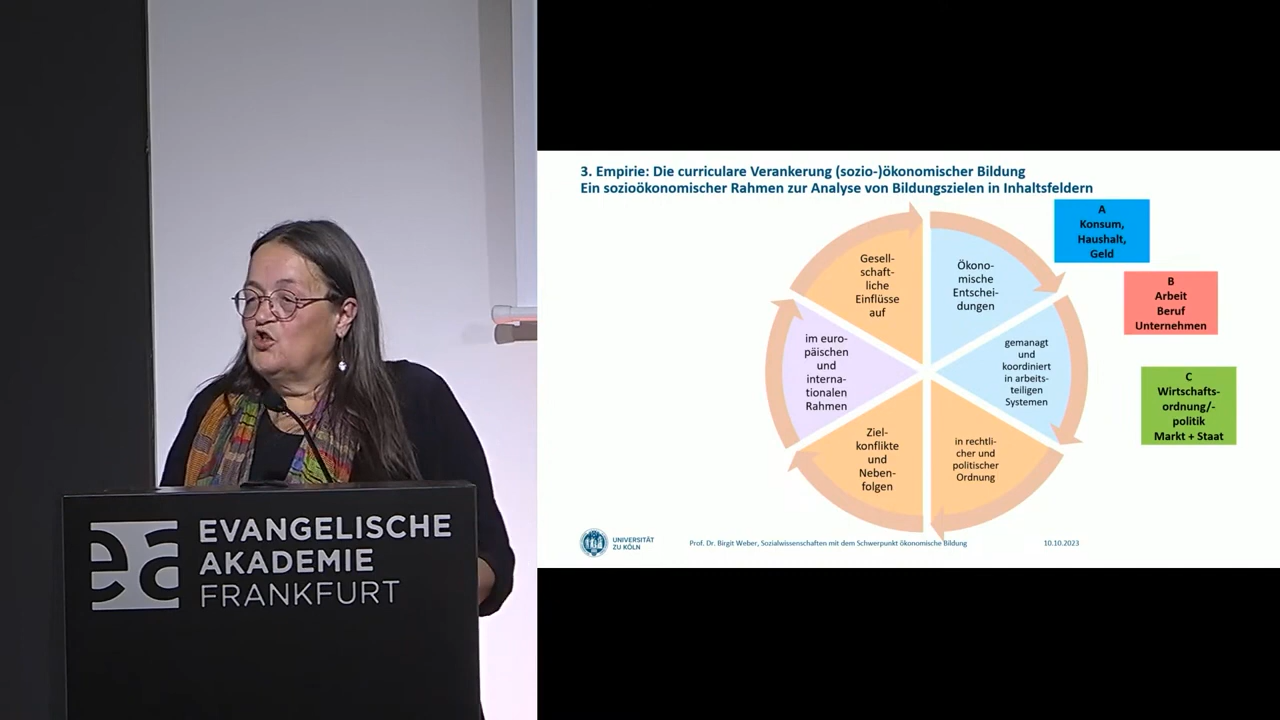 3. Empirie: Die curriculare Verankerung (sozio-)ökonomischer Bildung
Ein sozioökonomischer Rahmen zur Analyse von Bildungszielen in Inhaltsfeldern
A
Konsum,
Haushalt,
Geld
B
Arbeit
Beruf
Unternehmen
C
Wirtschafts-
ordnung/-
politik
Markt + Staat
Ökono-
mische
Entschei-
dungen
gemanagt
und
koordiniert
in arbeits-
teiligen
Systemen
in rechtli-
cher und
politischer
Ordnung
Ziel-
konflikte
und
Neben-
folgen
im euro-
päischen
und
interna-
tionalen
Rahmen
Gesell-
schaft-
liche
Einflüsse
auf
UNIVERSITÄT
ZU KÖLN
Prof. Dr. Birgit Weber, Sozialwissenschaften mit dem Schwerpunkt ökonomische Bildung
10.10.2023
ea
EVANGELISCHE
AKADEMIE
FRANKFURT